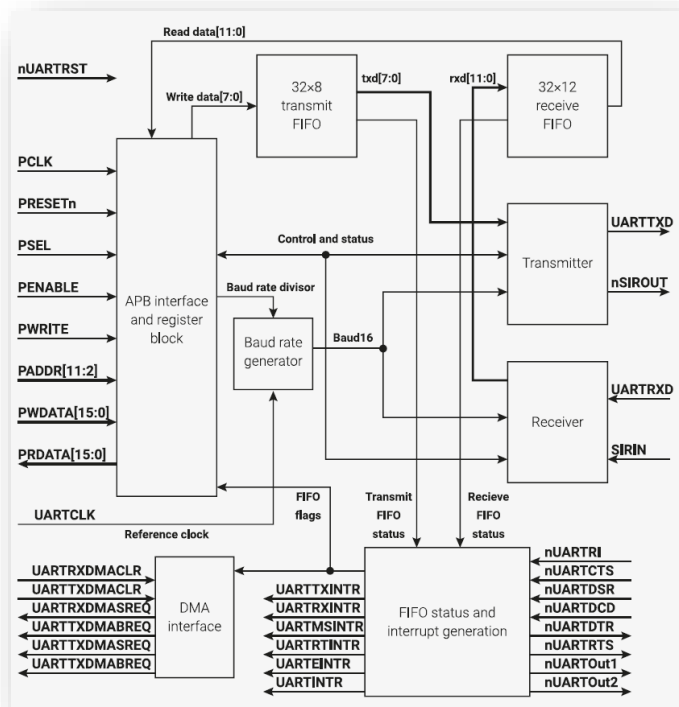 Read data[11:0]
nUARTRST
Write data[7:0]
32×8
transmit
FIFO
txd[7:0]
rxd[11:0]
32×12
receive
FIFO
PCLK
PRESETn
PSEL
PENABLE
PWRITE
PADDR[11:2]
PWDATA[15:0]
PRDATA[15:0]
APB interface
and register
block
Control and status
Baud rate divisor
Baud rate
generator
Baud16
Transmitter
UARTTXD
nSIROUT
Receiver
UARTRXD
SIRIN
UARTCLK
Reference clock
FIFO
flags
Transmit
FIFO
status
Recieve
FIFO
status
UARTRXDMACLR
UARTTXDMACLR
UARTRXDMASREQ
UARTRXDMABREQ
UARTTXDMASREQ
UARTTXDMABREQ
DMA
interface
UARTTXINTR
UARTRXINTR
UARTMSINTR
UARTRTINTR
UARTEINTR
UARTINTR
FIFO status and
interrupt generation
nUARTRI
nUARTCTS
nUARTDSR
nUARTDCD
nUARTDTR
nUARTRTS
nUARTOut1
nUARTOut2